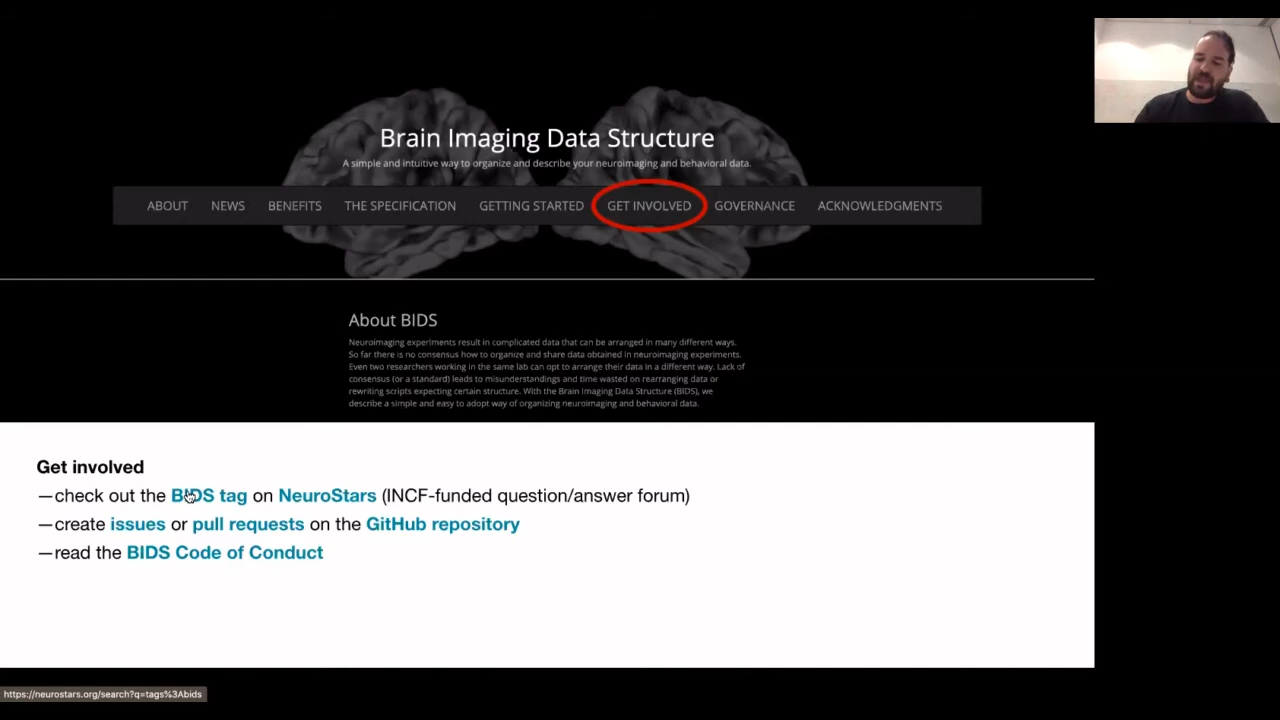 Brain Imaging Data Structure
A simple and intuitive way to organize and describe your neuroimaging and behavioral data.
ABOUT NEWS BENEFITS THE SPECIFICATION GETTING STARTED GET INVOLVED GOVERNANCE ACKNOWLEDGMENTS
About BIDS
Neuroimaging experiments result in complicated data that can be arranged in many different ways.
So far there is no consensus how to organize and share data obtained in neuroimaging experiments.
Even two researchers working in the same lab can opt to arrange their data in a different way. Lack of
consensus (or a standard) leads to misunderstandings and time wasted on rearranging data or
rewriting scripts expecting certain structure. With the Brain Imaging Data Structure (BIDS), we
describe a simple and easy to adopt way of organizing neuroimaging and behavioral data.
Get involved
—check out the BIDS tag on NeuroStars (INCF-funded question/answer forum)
—create issues or pull requests on the GitHub repository
—read the BIDS Code of Conduct
https://neurostars.org/search?q=tags%3Abids